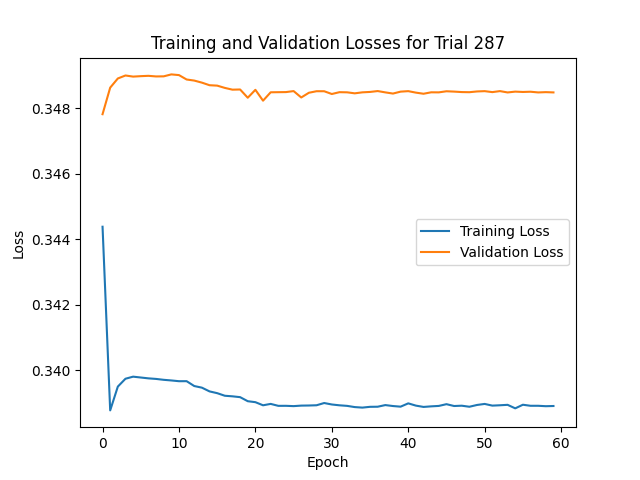 Training and Validation Losses for Trial 287
0.348
0.346
0.344
0.342
0.340
Loss
Training Loss
Validation Loss
0
10
20
30
40
50
60
Epoch